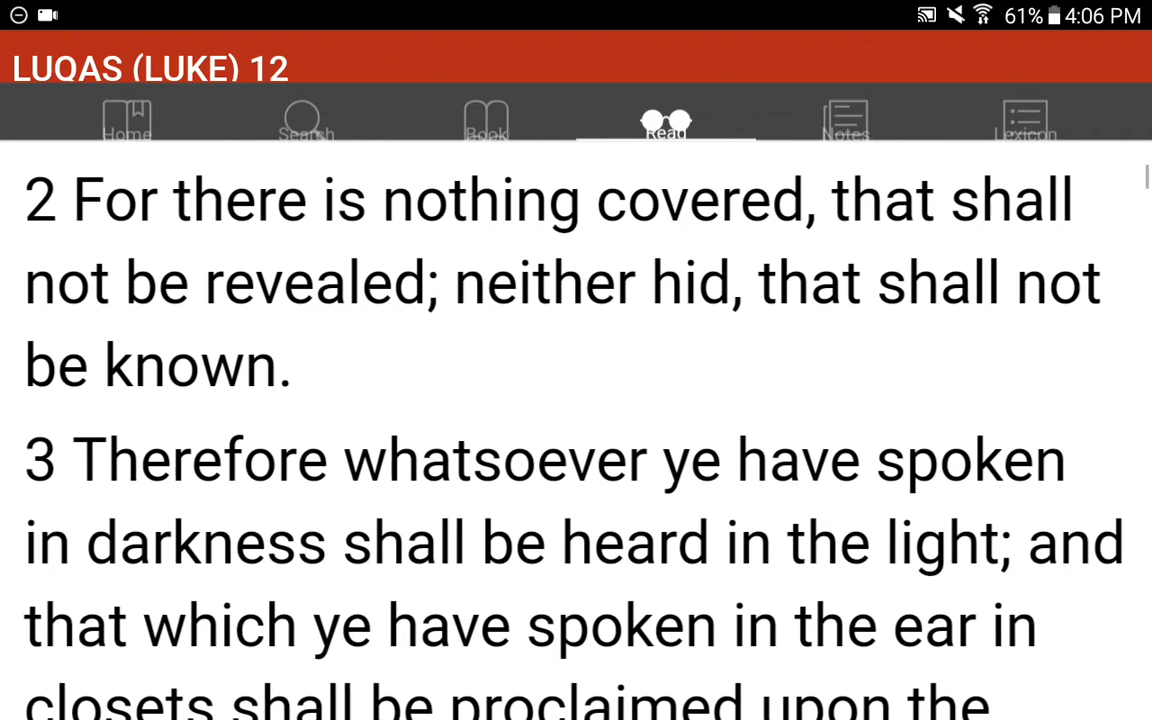 61% 4:06 PM
LUQAS (LUKE) 12
Home Search Book Read Notes Lexicon
2 For there is nothing covered, that shall
not be revealed; neither hid, that shall not
be known.
3 Therefore whatsoever ye have spoken
in darkness shall be heard in the light; and
that which ye have spoken in the ear in
closets shall be proclaimed upon the